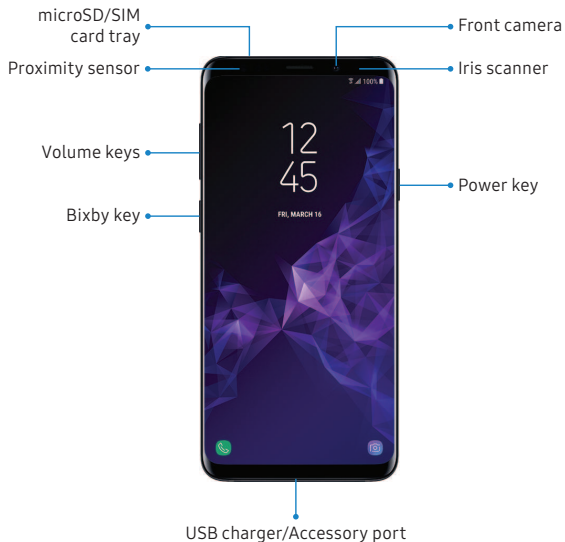 microSD/SIM
card tray
Front camera
Proximity sensor
Iris scanner
100%
12
45
Volume keys
Power key
Bixby key
FRI, MARCH 16
USB charger/Accessory port